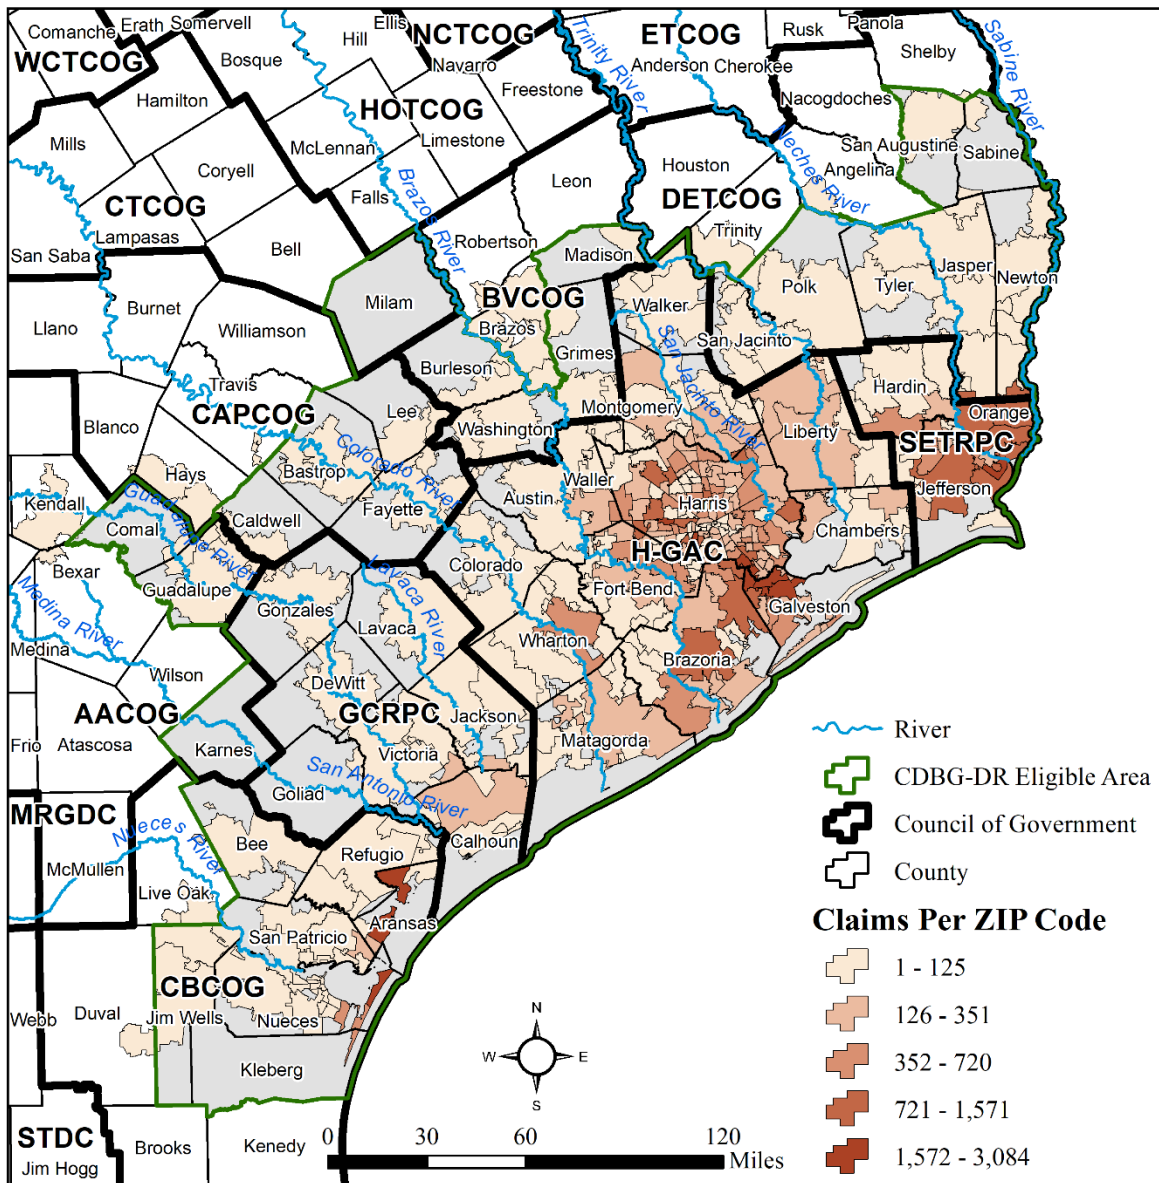 Comanche
Erath
Somervell
Ellis
Hill
NCTCOG
Navarro
Trinity River
ETCOG
Anderson
Cherokee
Rusk
Panola
Shelby
Sabine River
WCTCOG
Bosque
Hamilton
HOTCOG
Freestone
Limestone
McLennan
Nacogdoches
San Augustine
Sabine
Mills
Coryell
Falls
Brazos River
Leon
Houston
Neches River
Angelina
DETCOG
CTCOG
Lampasas
San Saba
Bell
Robertson
Madison
Trinity
Milam
BVCOG
Brazos
Walker
Polk
Tyler
Jasper
Newton
Burnet
Llano
Williamson
Burleson
Grimes
San Jacinto
San Jacinto River
Travis
CAPCOG
Lee
Washington
Montgomery
Liberty
Hardin
Orange
SETRPC
Jefferson
Blanco
Hays
Bastrop
Colorado River
Fayette
Austin
Waller
Harris
Chambers
Kendall
Guadalupe River
Comal
Caldwell
H-GAC
Bexar
Guadalupe
Lavaca River
Colorado
Fort Bend
Galveston
Medina River
Medina
Gonzales
Lavaca
Wharton
Brazoria
Wilson
DeWitt
AACOG
GCRPC
Jackson
Matagorda
Frio
Atascosa
Karnes
Victoria
San Antonio River
Goliad
MRGDC
Nueces River
McMullen
Bee
Refugio
Calhoun
Live Oak
Aransas
San Patricio
CBCOG
Duval
Webb
Jim Wells
Nueces
Kleberg
STDC
Jim Hogg
Brooks
Kenedy
N
W
E
S
0 30 60 120
Miles
River
CDBG-DR Eligible Area
Council of Government
County
Claims Per ZIP Code
1 - 125
126 - 351
352 - 720
721 - 1,571
1,572 - 3,084